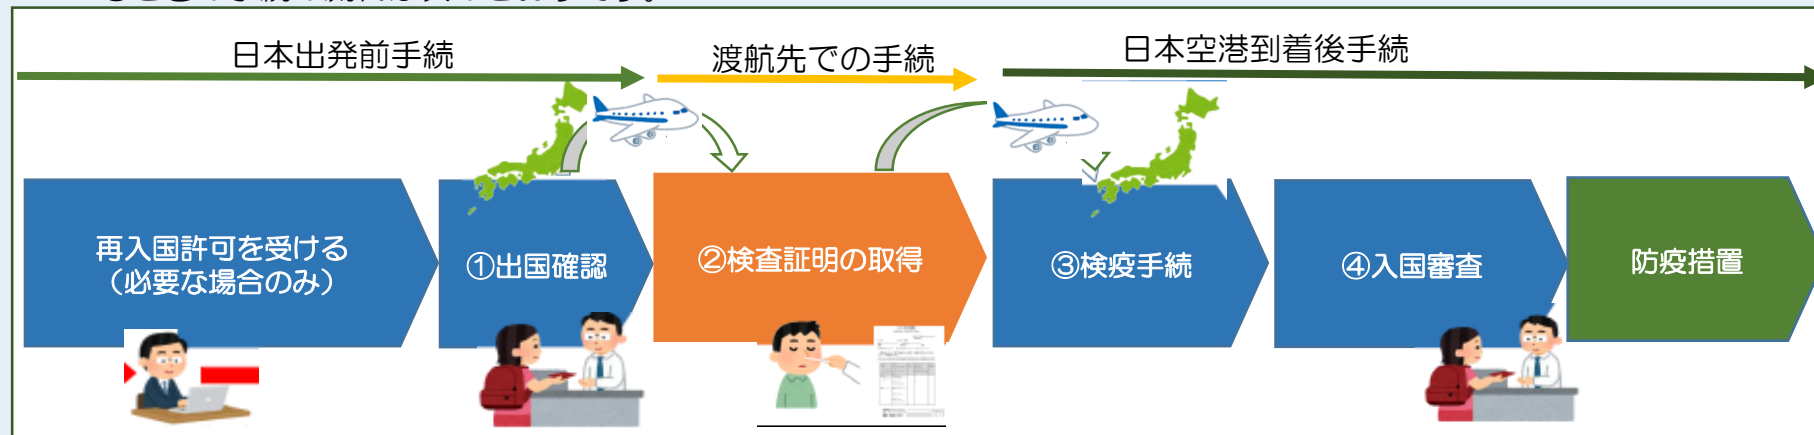 日本出発前手続
渡航先での手続
日本空港到着後手続
再入国許可を受ける
（必要な場合のみ）
①出国確認
②検査証明の取得
③検疫手続
④入国審査
防疫措置